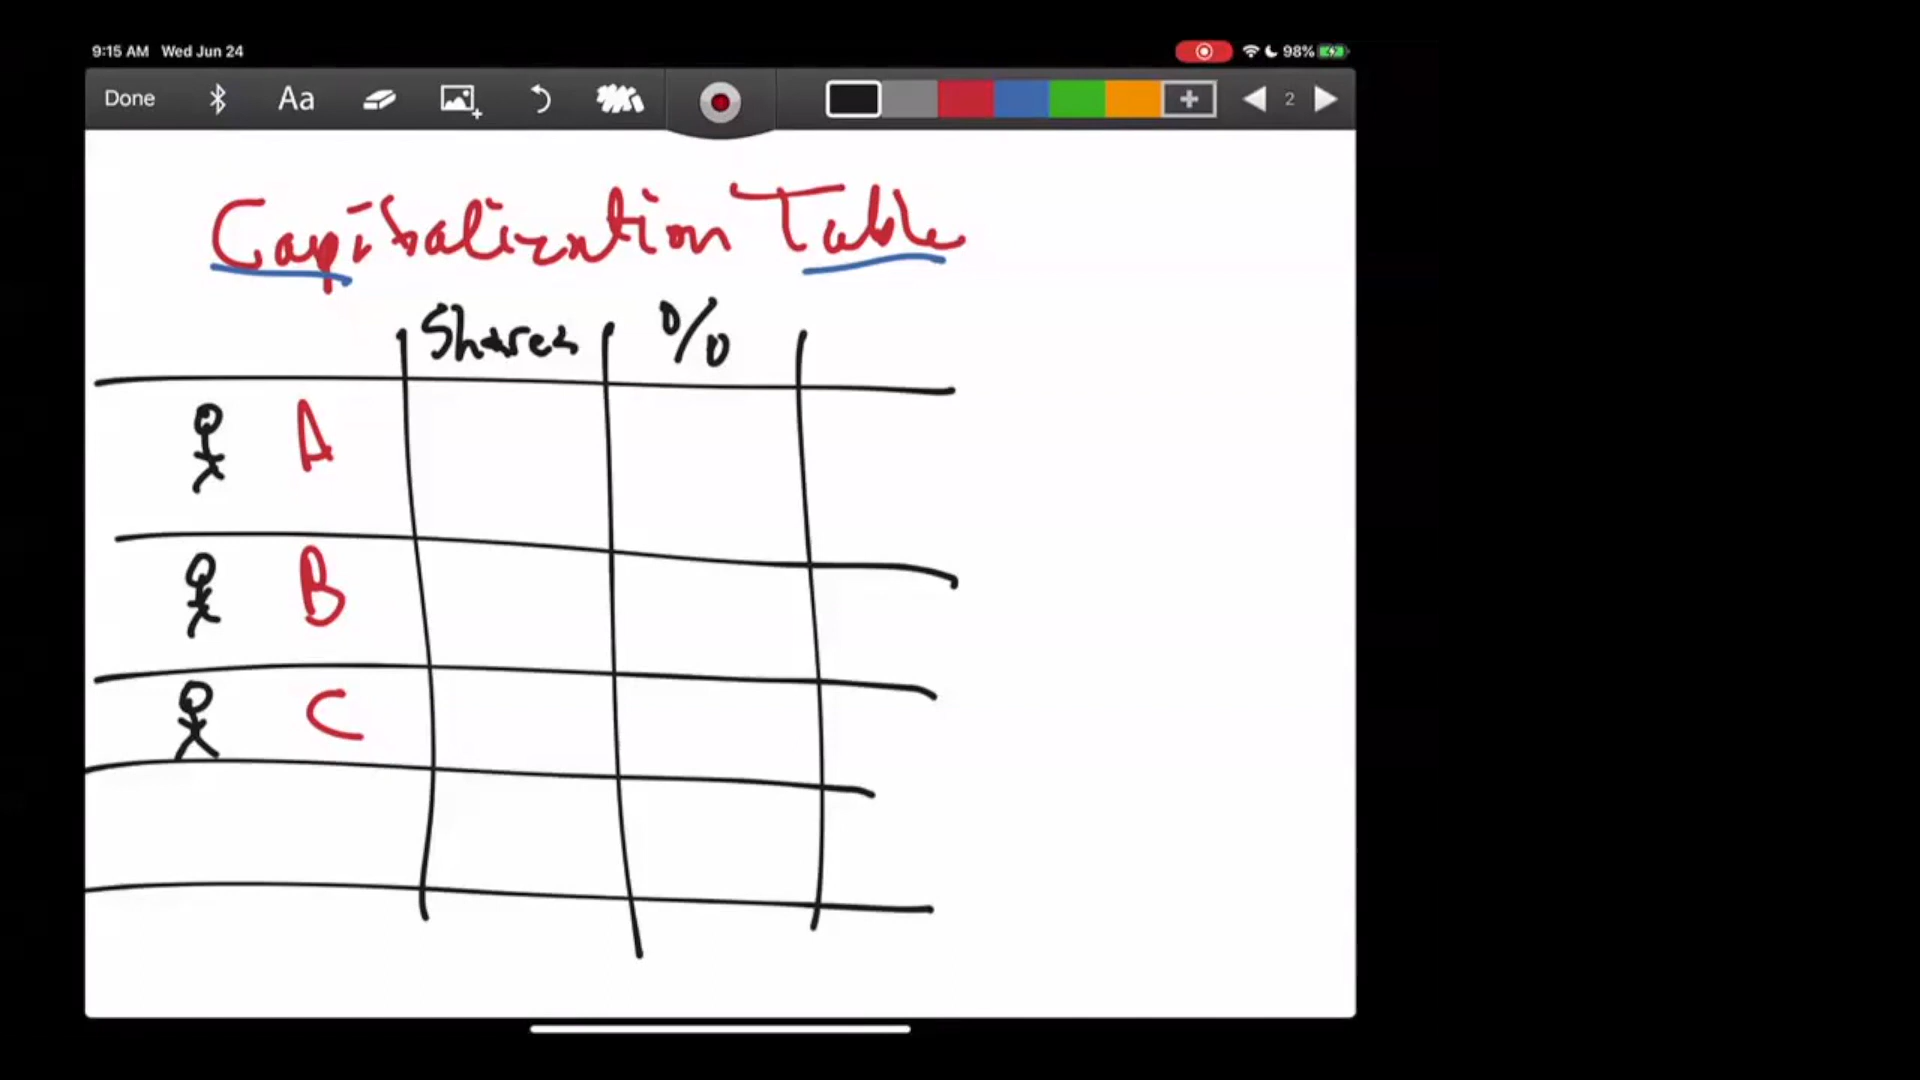 9:15 AM Wed Jun 24 98%
Done Aa 2
Capitalization Table
Shares %
A
B
C